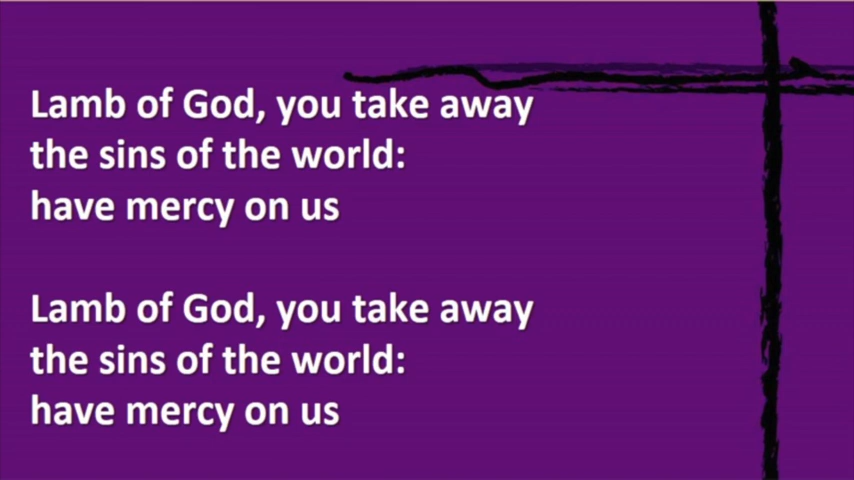 Lamb of God, you take away
the sins of the world:
have mercy on us
Lamb of God, you take away
the sins of the world:
have mercy on us